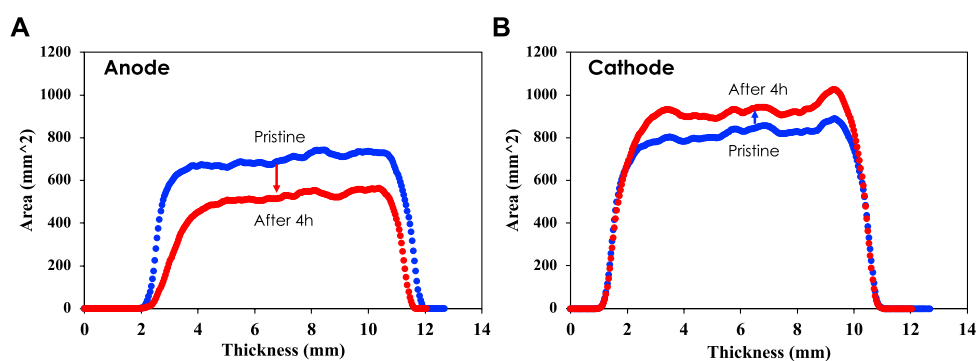 A
Area (mm^2)
1200
1000
800
600
400
200
0
Anode
Pristine
After 4h
0 2 4 6 8 10 12 14
Thickness (mm)
B
Area (mm^2)
1200
1000
800
600
400
200
0
Cathode
After 4h
Pristine
0 2 4 6 8 10 12 14
Thickness (mm)